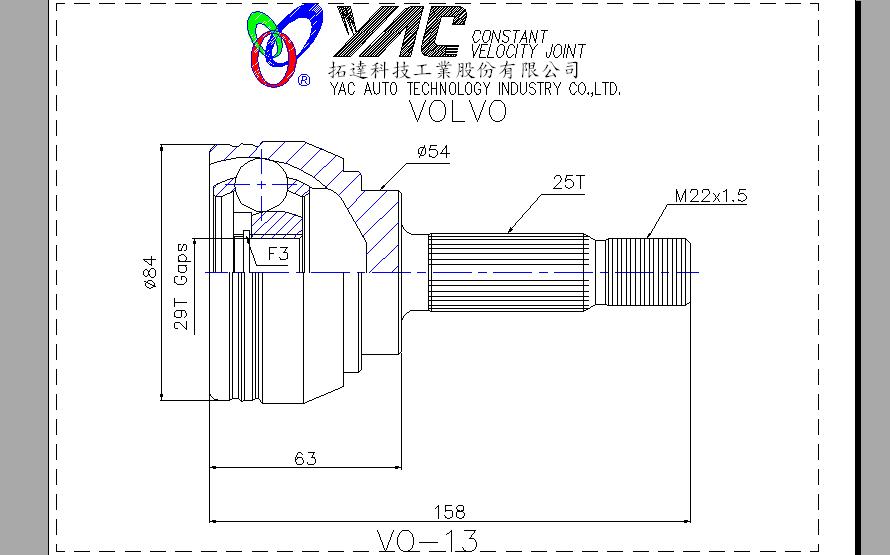 YAC CONSTANT
VELOCITY JOINT
®
拓達科技工業股份有限公司
YAC AUTO TECHNOLOGY INDUSTRY CO.,LTD.
VOLVO
ø54
25T
M22x1.5
F3
ø84
29T Gaps
63
158
VO-13